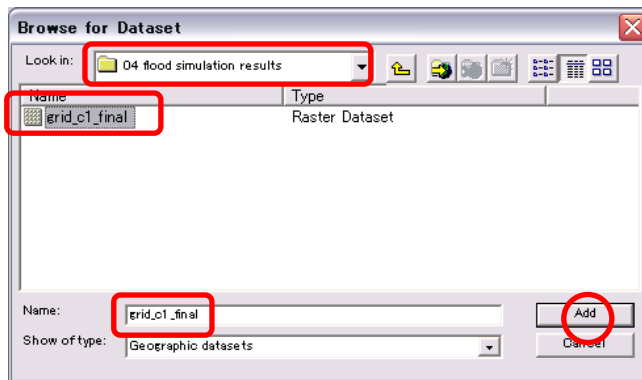 Browse for Dataset
Look in: 04 flood simulation results
Name Type
grid_c1_final Raster Dataset
Name: grid_c1_final Add
Show of type: Geographic datasets Cancel